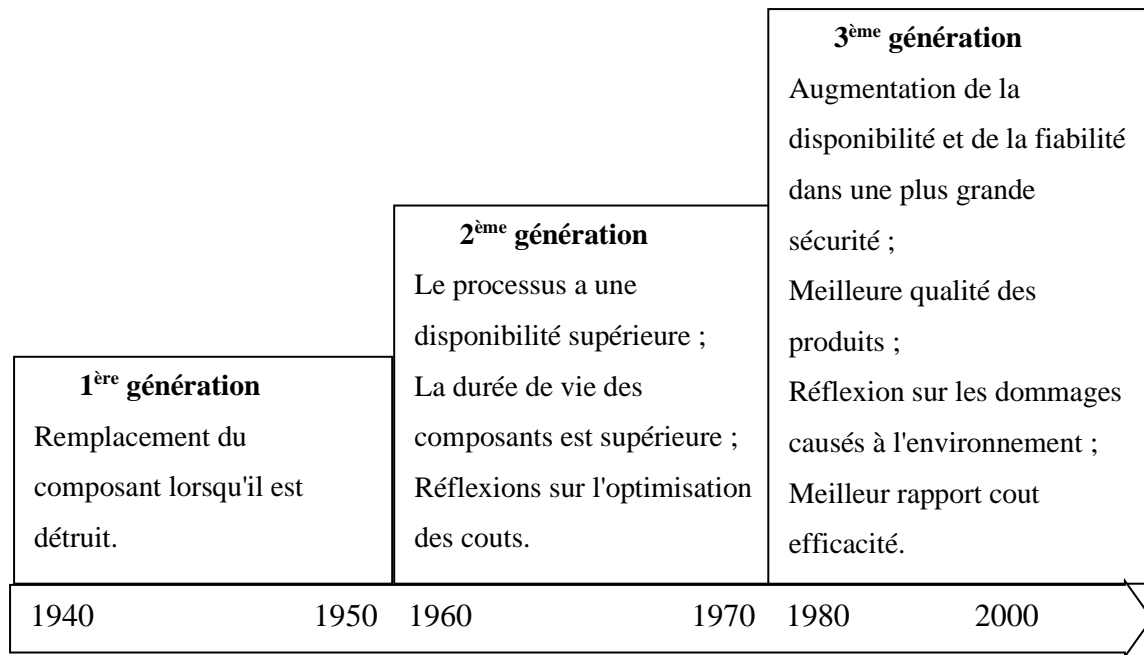 1ère génération
Remplacement du
composant lorsqu'il est
détruit.
2ème génération
Le processus a une
disponibilité supérieure ;
La durée de vie des
composants est supérieure ;
Réflexions sur l'optimisation
des couts.
3ème génération
Augmentation de la
disponibilité et de la fiabilité
dans une plus grande
sécurité ;
Meilleure qualité des
produits ;
Réflexion sur les dommages
causés à l'environnement ;
Meilleur rapport cout
efficacité.
1940 1950 1960 1970 1980 2000